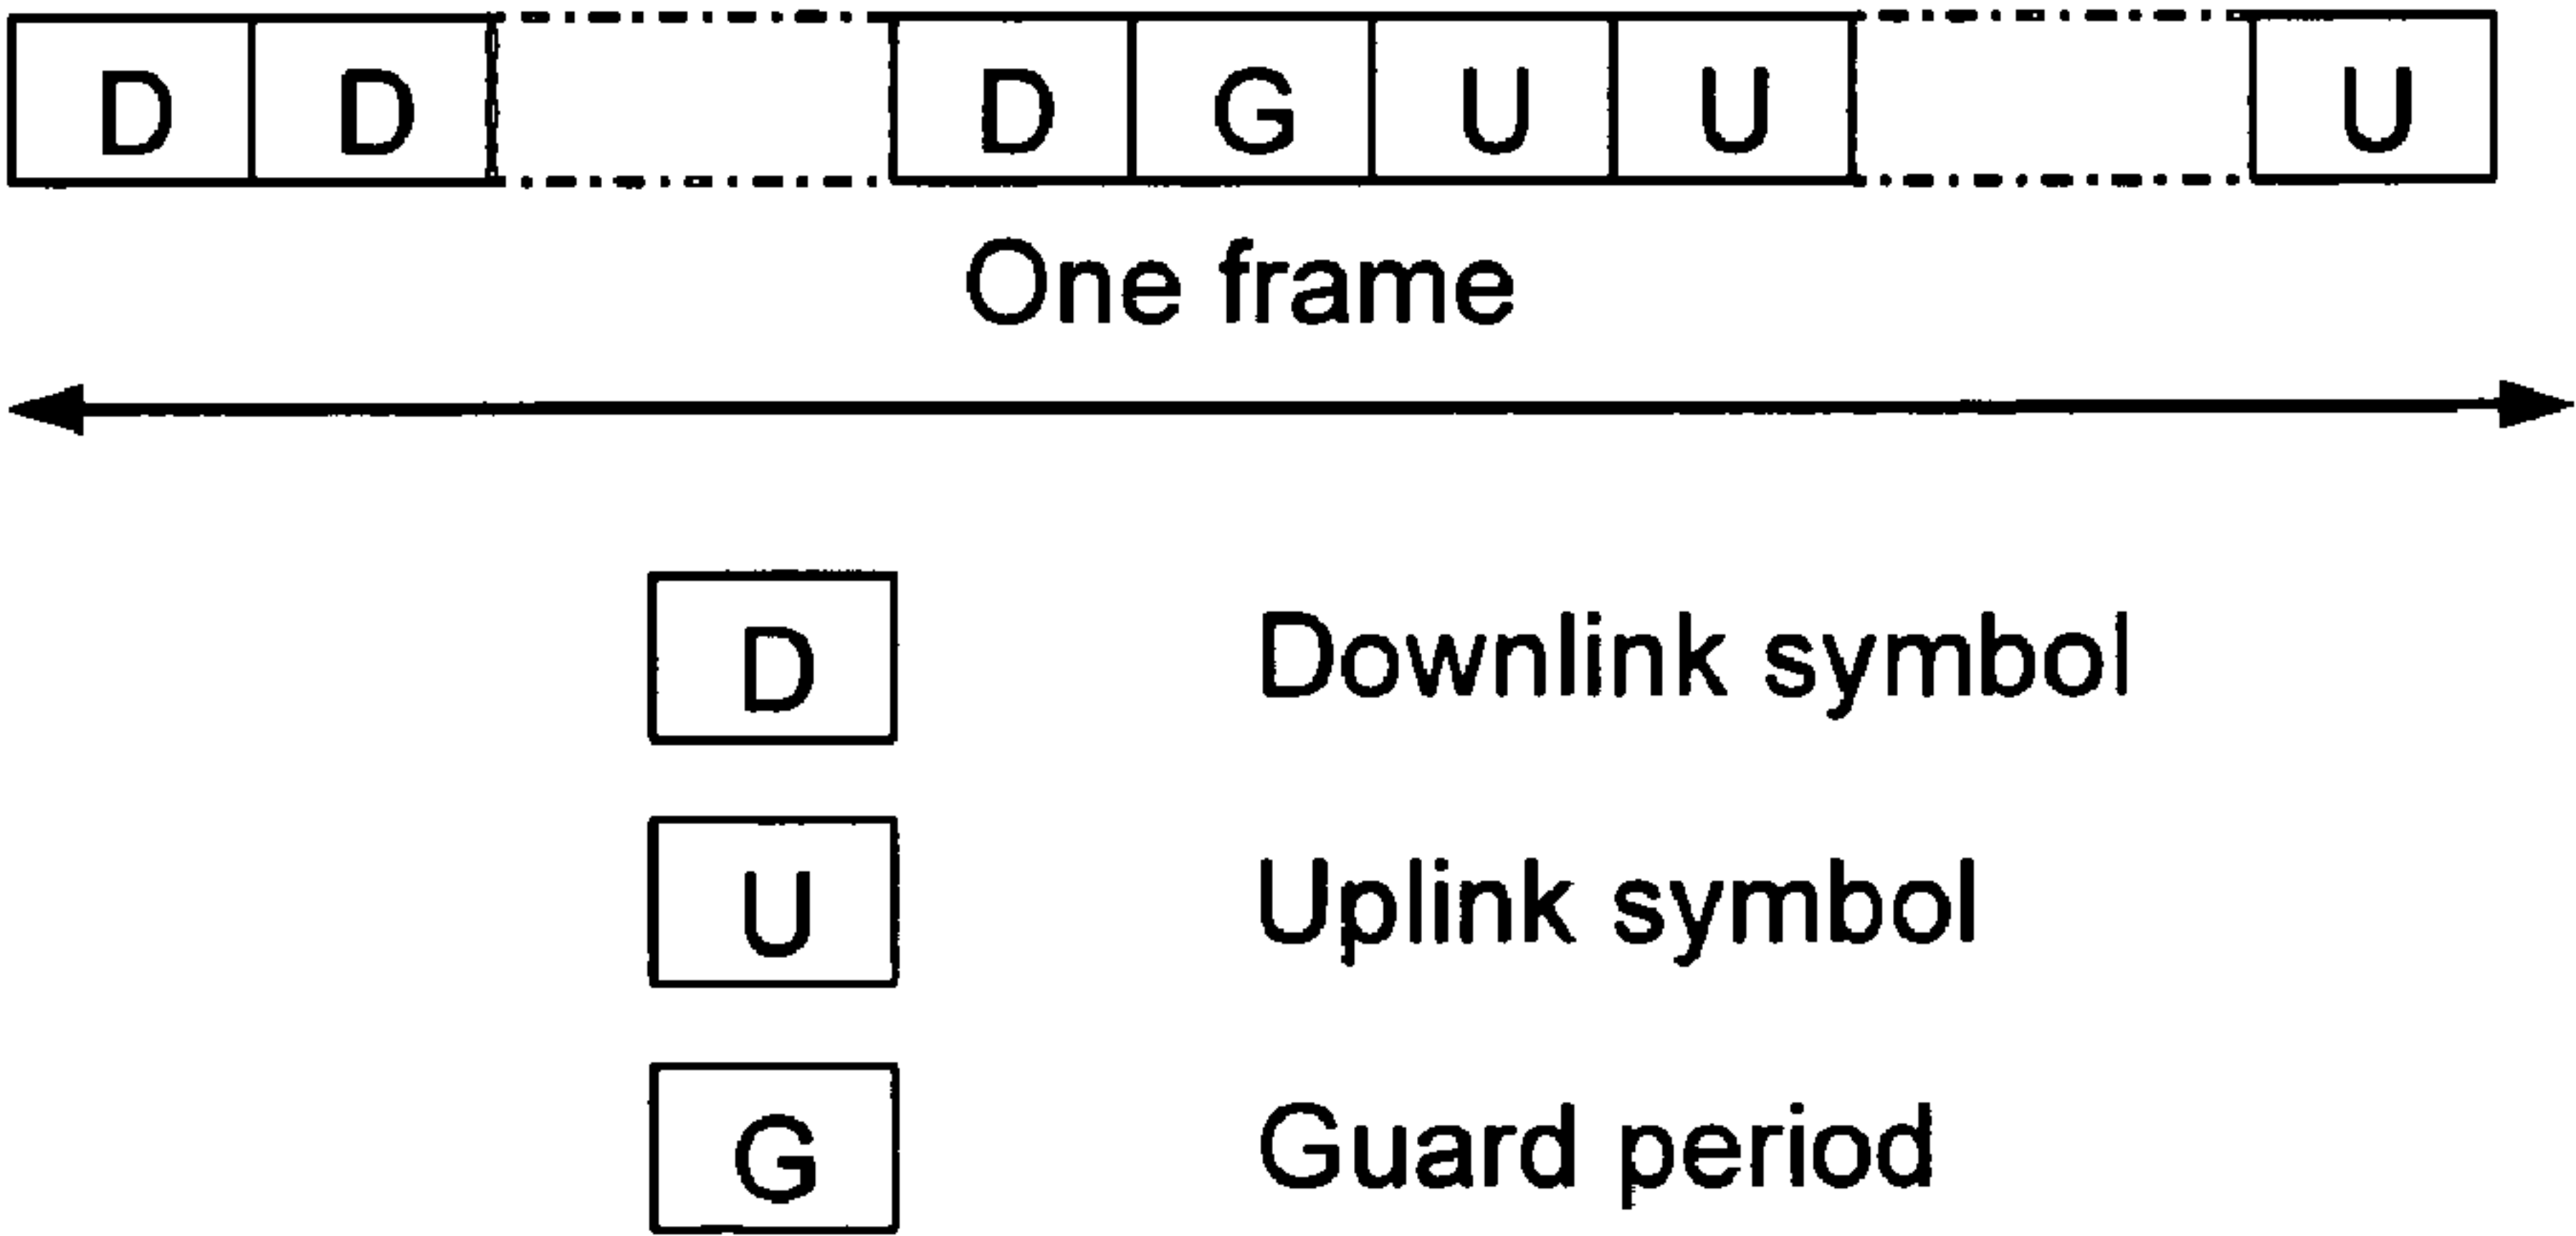 D D D G U U U
One frame
D Downlink symbol
U Uplink symbol
G Guard period